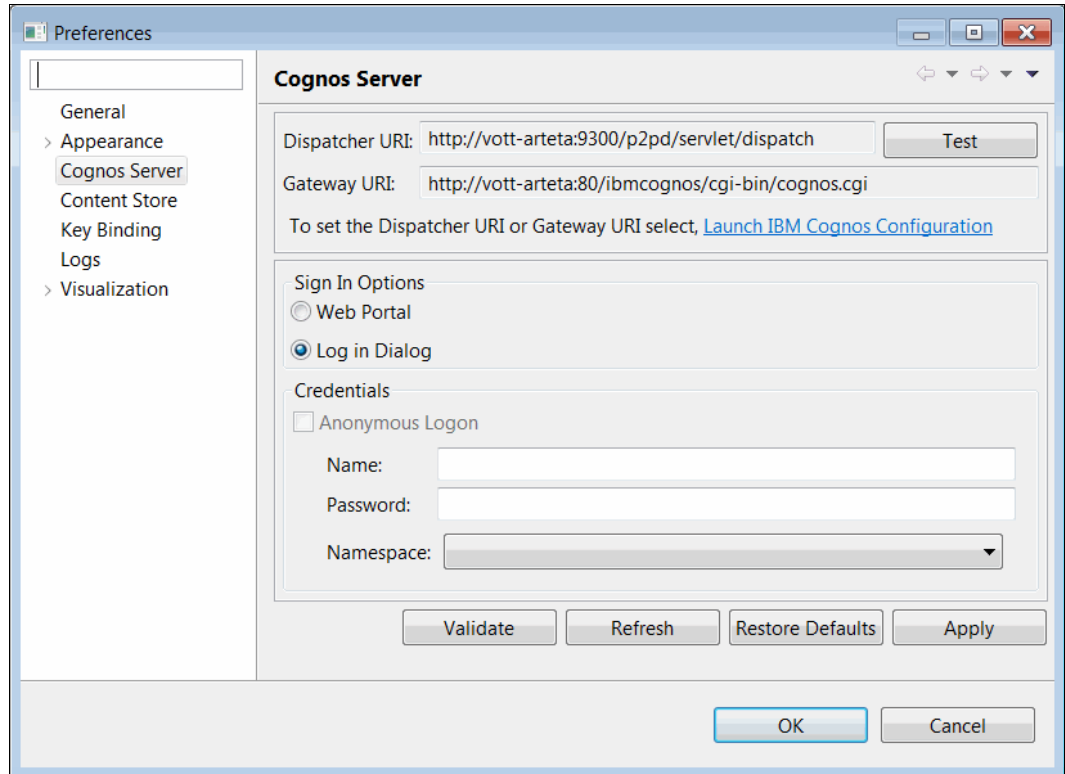 Preferences
Cognos Server
General
Appearance
Cognos Server
Content Store
Key Binding
Logs
Visualization
Dispatcher URI: http://vott-arteta:9300/p2pd/servlet/dispatch Test
Gateway URI: http://vott-arteta:80/ibmcognos/cgi-bin/cognos.cgi
To set the Dispatcher URI or Gateway URI select, Launch IBM Cognos Configuration
Sign In Options
Web Portal
Log in Dialog
Credentials
Anonymous Logon
Name:
Password:
Namespace:
Validate Refresh Restore Defaults Apply
OK Cancel